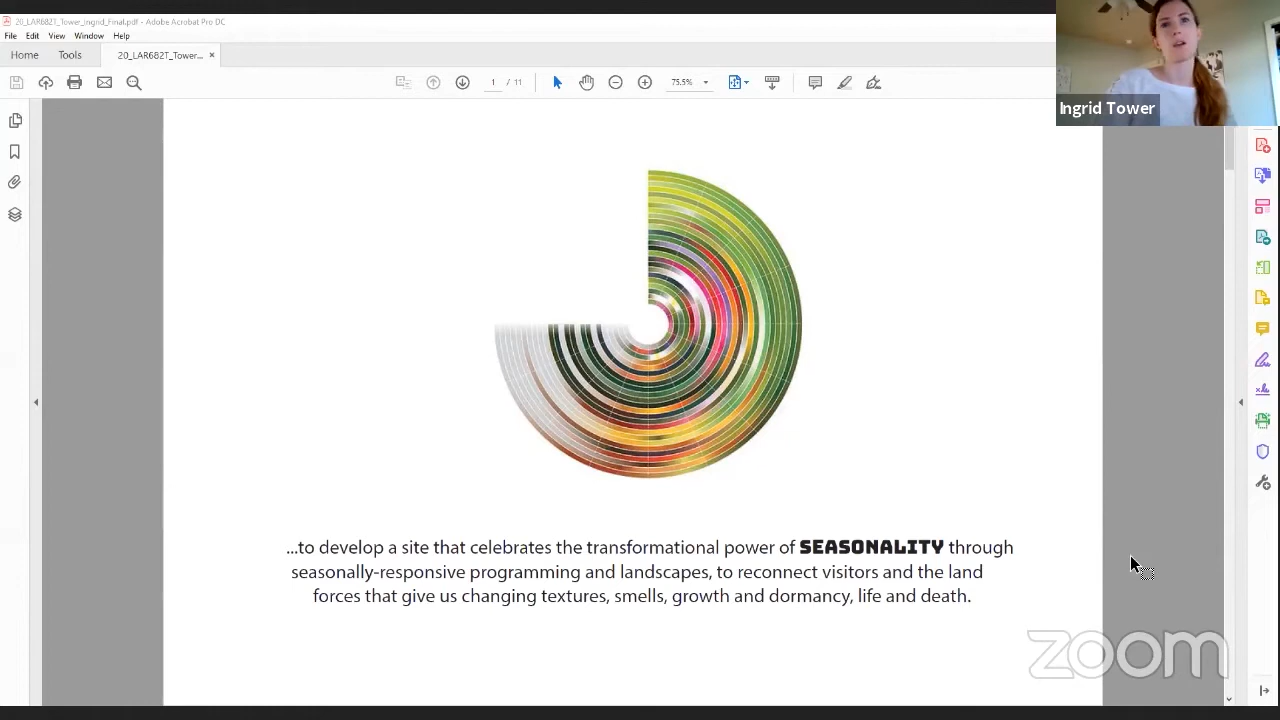 20_LAR682T_Tower_Ingrid_Final.pdf - Adobe Acrobat Pro DC
File Edit View Window Help
Home Tools 20_LAR682T_Tower... ×
1 / 11 75.5%
Ingrid Tower
...to develop a site that celebrates the transformational power of SEASONALITY through
seasonally-responsive programming and landscapes, to reconnect visitors and the land
forces that give us changing textures, smells, growth and dormancy, life and death.
zoom